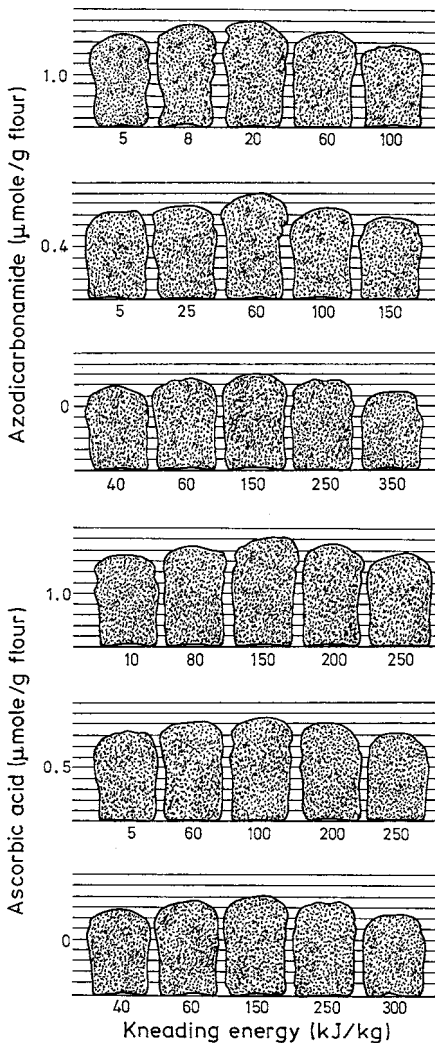 Azodicarbonamide (μmole/g flour)
1.0
5 8 20 60 100
0.4
5 25 60 100 150
0
40 60 150 250 350
Ascorbic acid (μmole/g flour)
1.0
10 80 150 200 250
0.5
5 60 100 200 250
0
40 60 150 250 300
Kneading energy (kJ/kg)